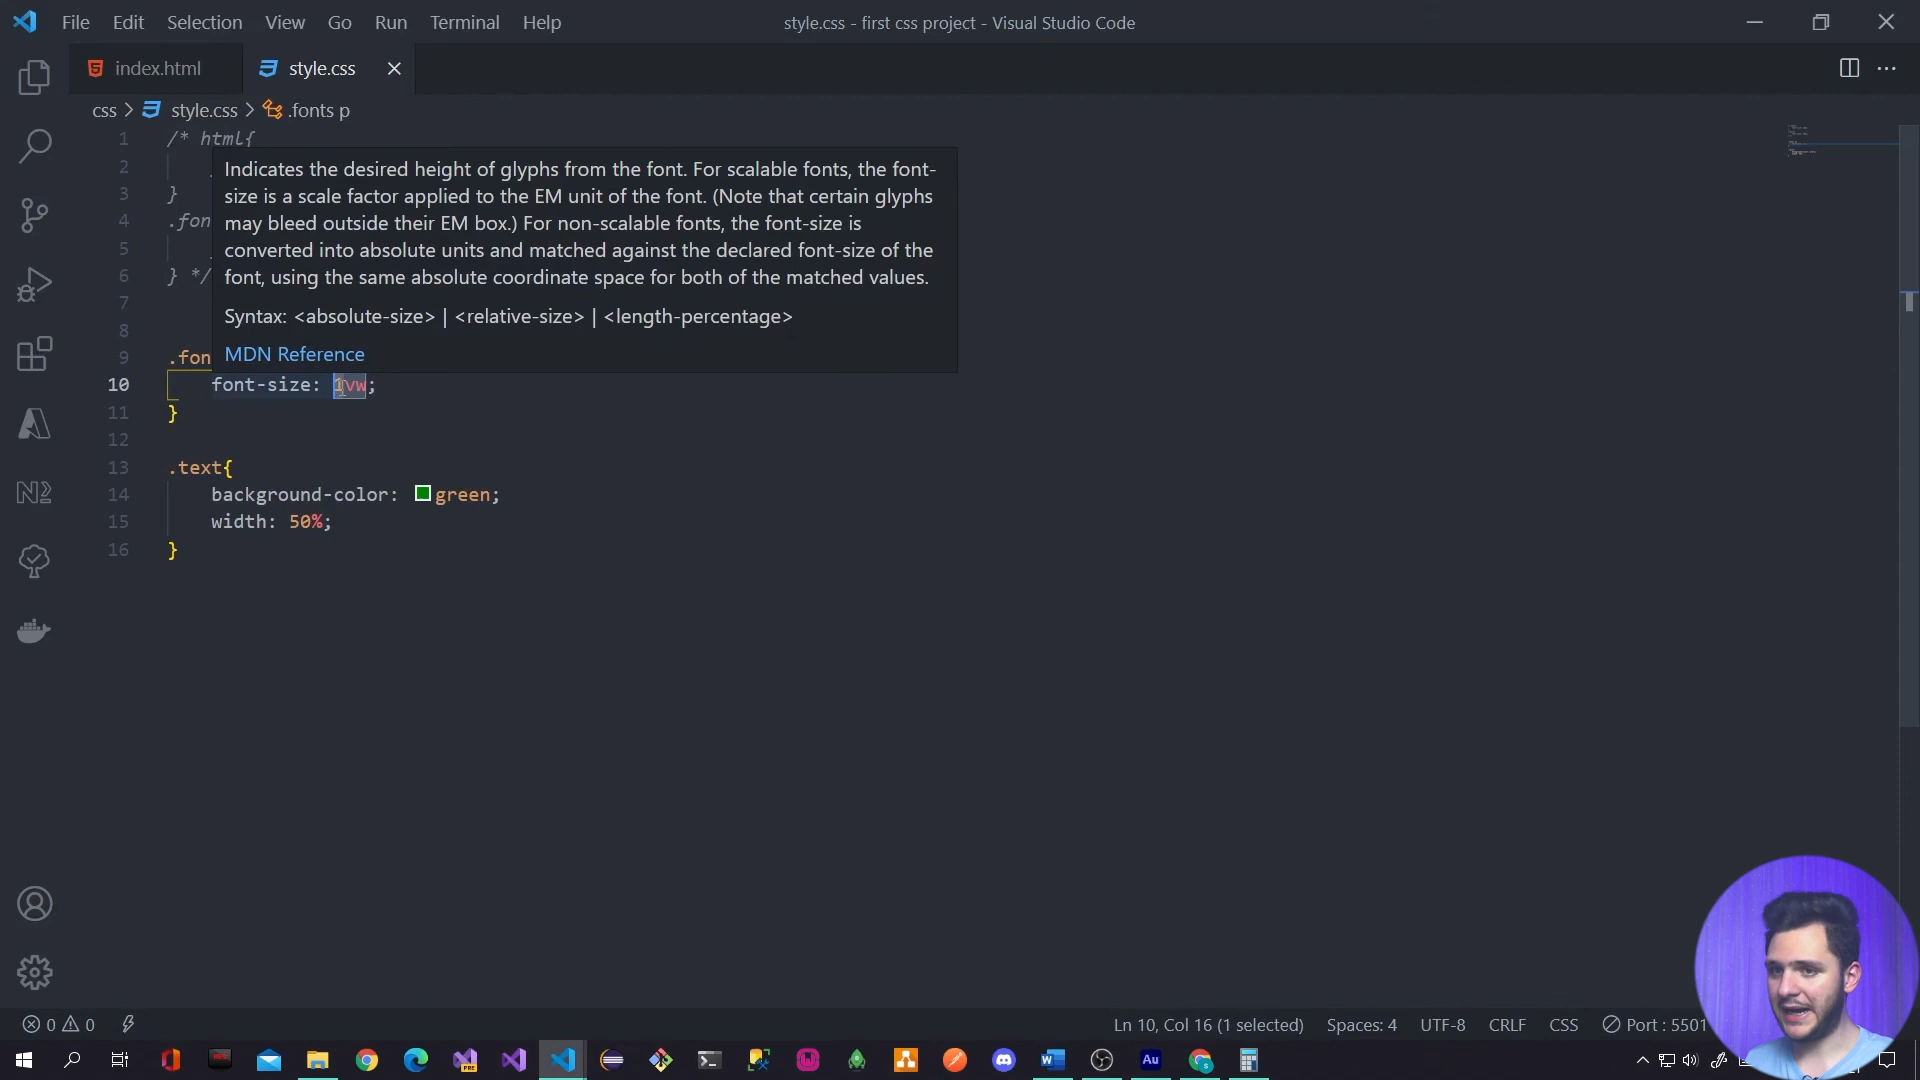 File Edit Selection View Go Run Terminal Help
style.css - first css project - Visual Studio Code
index.html
style.css
css > style.css > .fonts p
1 /* html{
2
3 }
4 .fon
5
6 } */
7
8
9 .fon
10 font-size: 1vw;
11 }
12
13 .text{
14 background-color: green;
15 width: 50%;
16 }
Indicates the desired height of glyphs from the font. For scalable fonts, the font-
size is a scale factor applied to the EM unit of the font. (Note that certain glyphs
may bleed outside their EM box.) For non-scalable fonts, the font-size is
converted into absolute units and matched against the declared font-size of the
font, using the same absolute coordinate space for both of the matched values.
Syntax: <absolute-size> | <relative-size> | <length-percentage>
MDN Reference
0 0
Ln 10, Col 16 (1 selected) Spaces: 4 UTF-8 CRLF CSS Port : 5501
PRE
Au